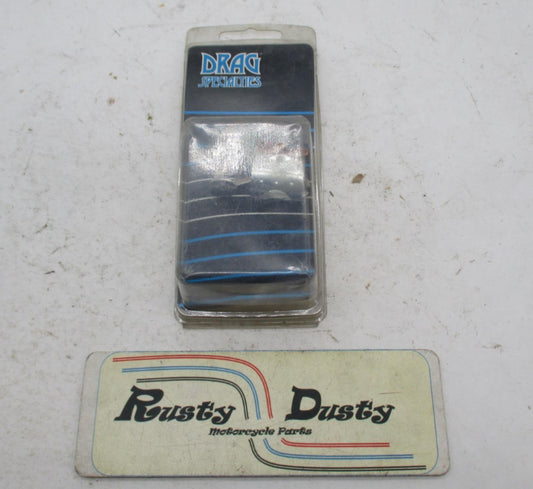 DRAG
SPECIALTIES
Rusty Dusty
Motorcycle Parts